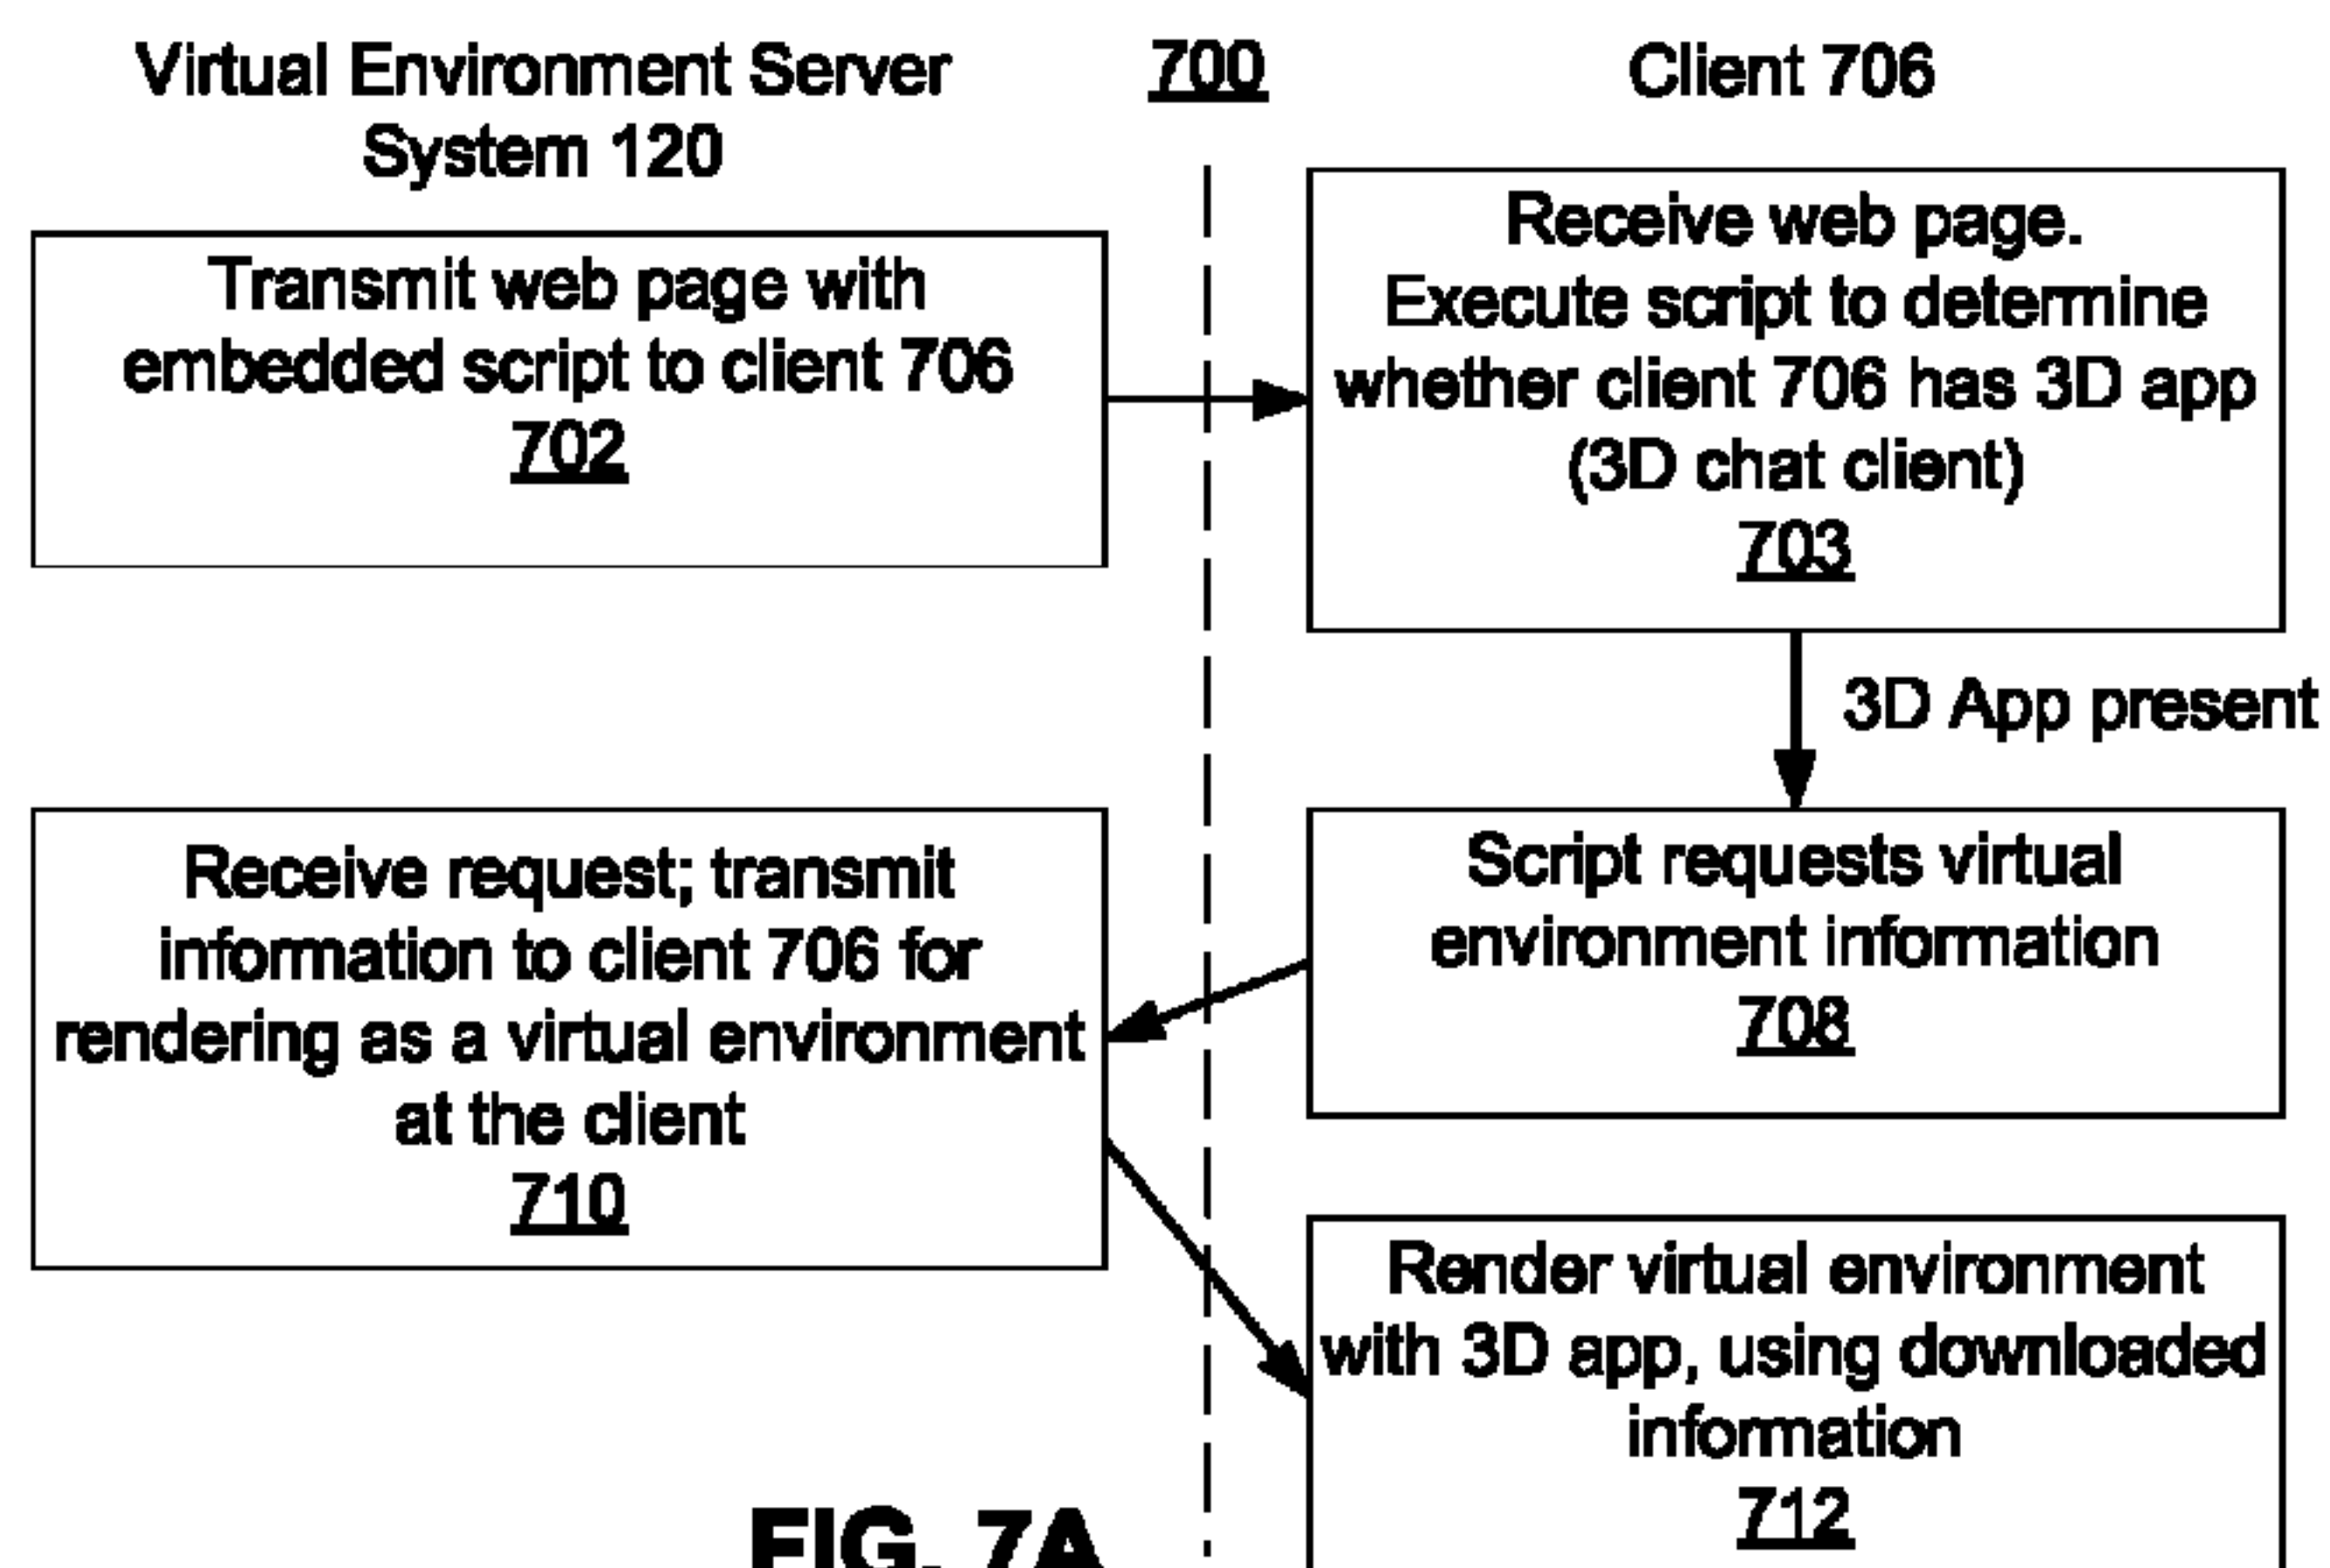 Virtual Environment Server
System 120
700
Client 706
Transmit web page with
embedded script to client 706
702
Receive web page.
Execute script to determine
whether client 706 has 3D app
(3D chat client)
703
3D App present
Script requests virtual
environment information
708
Receive request; transmit
information to client 706 for
rendering as a virtual environment
at the client
710
Render virtual environment
with 3D app, using downloaded
information
712
FIG. 7A